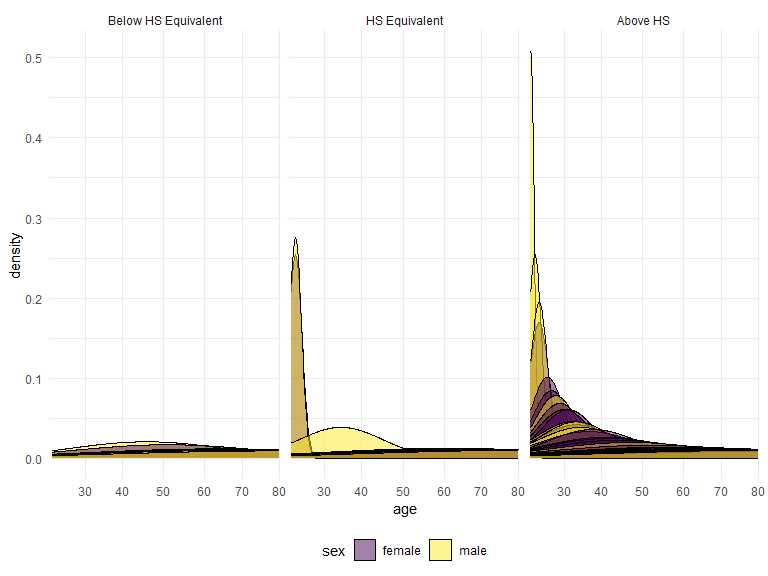 Below HS Equivalent
HS Equivalent
Above HS
density
0.5
0.4
0.3
0.2
0.1
0.0
30 40 50 60 70 80
30 40 50 60 70 80
30 40 50 60 70 80
age
sex female male